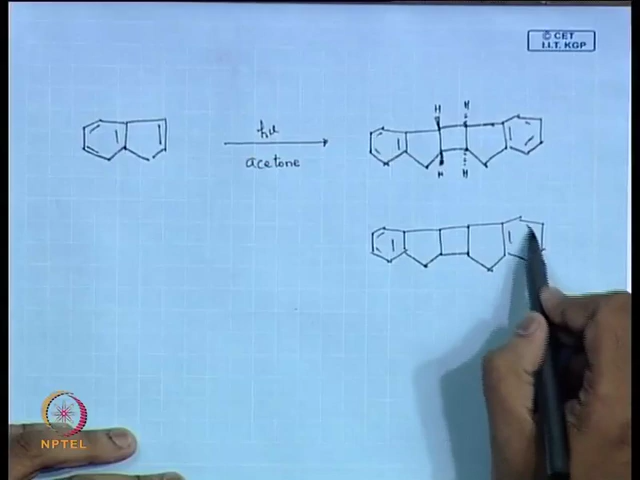 © CET
I.I.T. KGP
hν
acetone
H H
H H
NPTEL